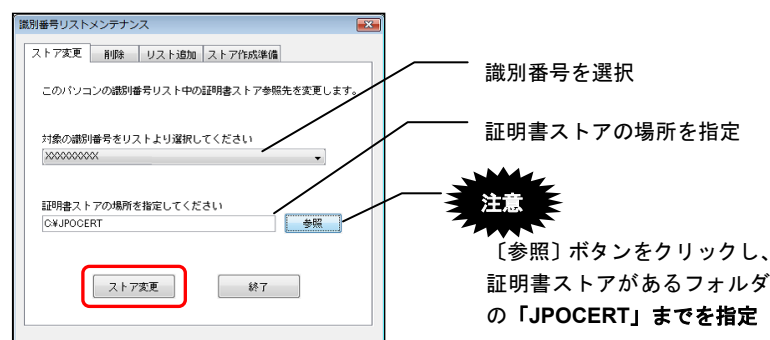 識別番号リストメンテナンス
ストア変更 削除 リスト追加 ストア作成準備
このパソコンの識別番号リスト中の証明書ストア参照先を変更します。
対象の識別番号をリストより選択してください
XXXXXXXXX
証明書ストアの場所を指定してください
C:¥JPOCERT
参照
ストア変更
終了
識別番号を選択
証明書ストアの場所を指定
注意
〔参照〕ボタンをクリックし、
証明書ストアがあるフォルダ
の「JPOCERT」までを指定